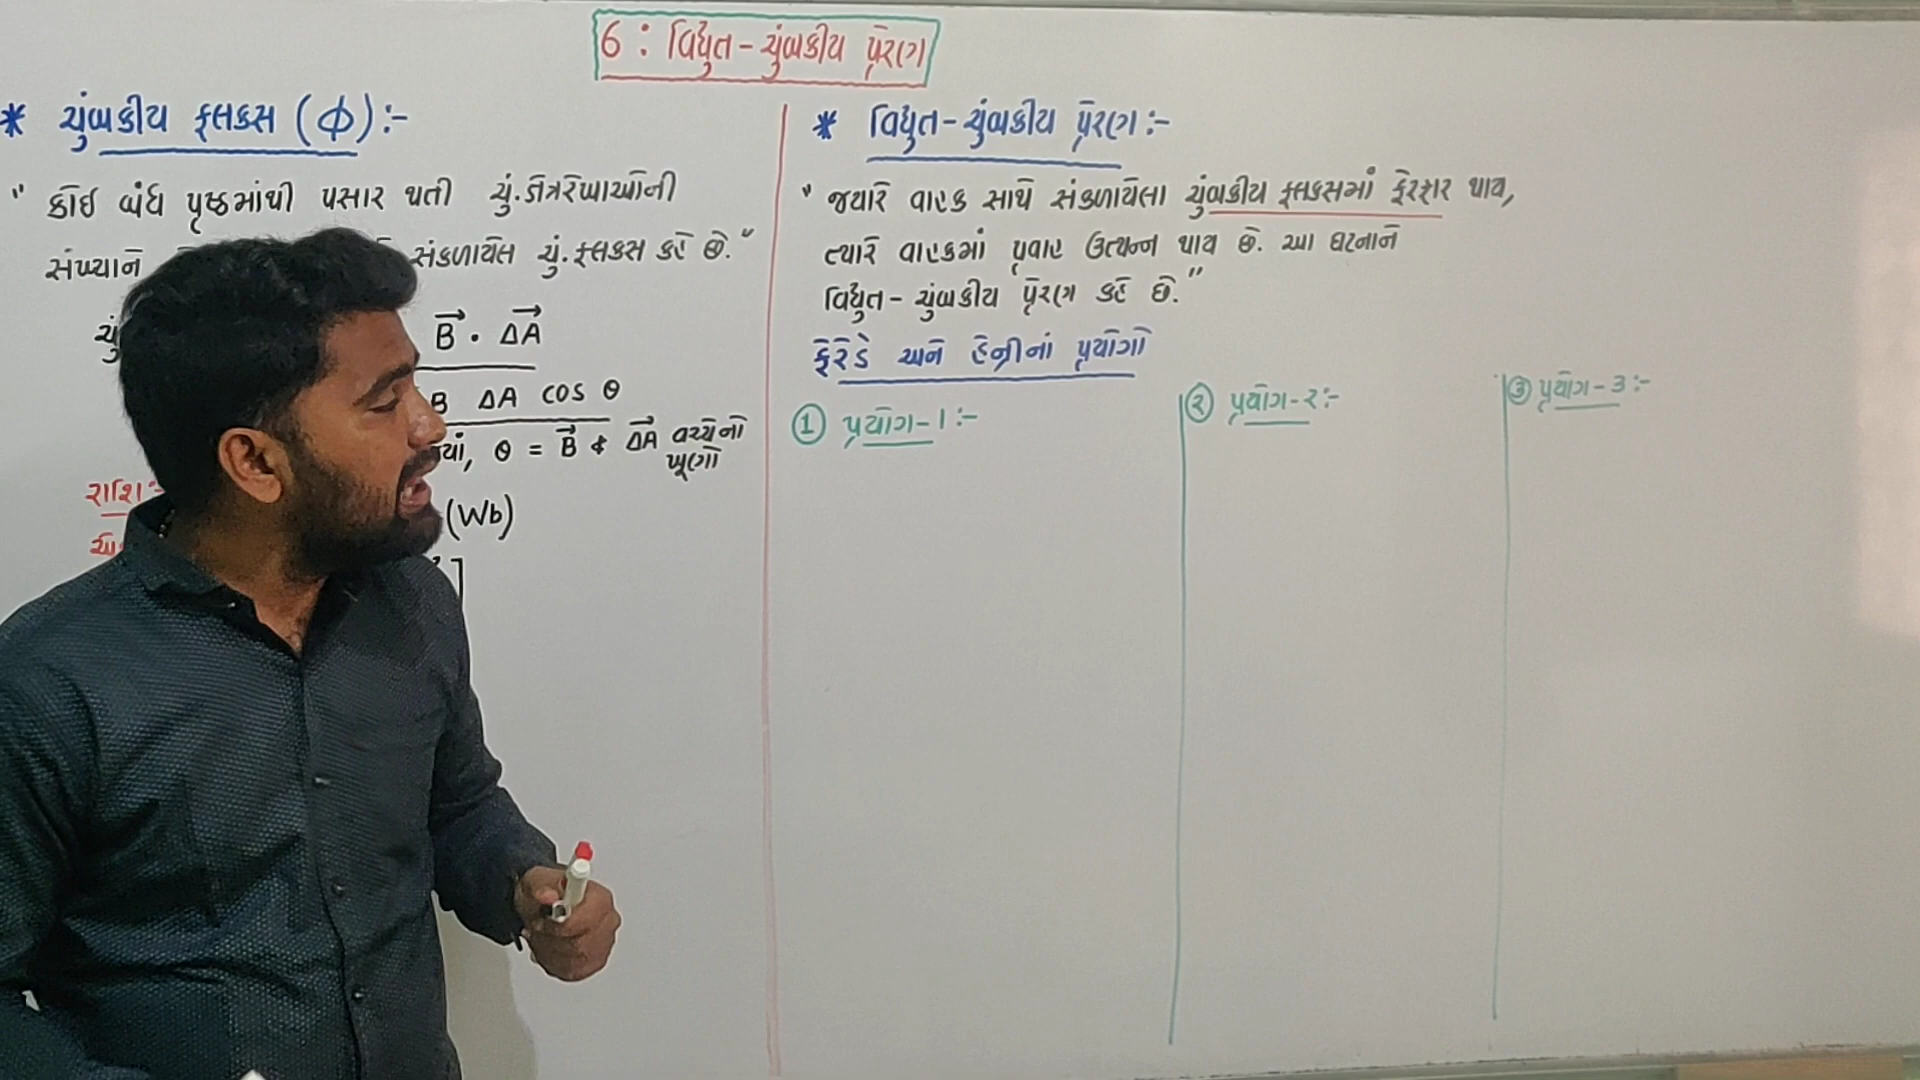 6 : વિધુત - ચુંબકીય પ્રેરણ
* ચુંબકીય ફ્લક્સ (ϕ) :-
" કોઈ બંધ પૃષ્ઠમાંથી પસાર થતી ચું. ક્ષેત્રરેખાઓની
સંખ્યાને સંકળાયેલ ચું. ફ્લક્સ કહે છે. "
ચું
B⃗ · ΔA⃗
B ΔA cos θ
θ = B⃗ & ΔA⃗ વચ્ચેનો
ખૂણો
રાશિ :-
(Wb)
]
* વિધુત - ચુંબકીય પ્રેરણ :-
" જયારે વાહક સાથે સંકળાયેલા ચુંબકીય ફ્લક્સમાં ફેરફાર થાય,
ત્યારે વાહકમાં પ્રવાહ ઉત્પન્ન થાય છે. આ ઘટનાને
વિધુત - ચુંબકીય પ્રેરણ કહે છે. "
ફેરેડે અને હેન્રીનાં પ્રયોગો
① પ્રયોગ - 1 :-
② પ્રયોગ - ૨ :-
③ પ્રયોગ - 3 :-